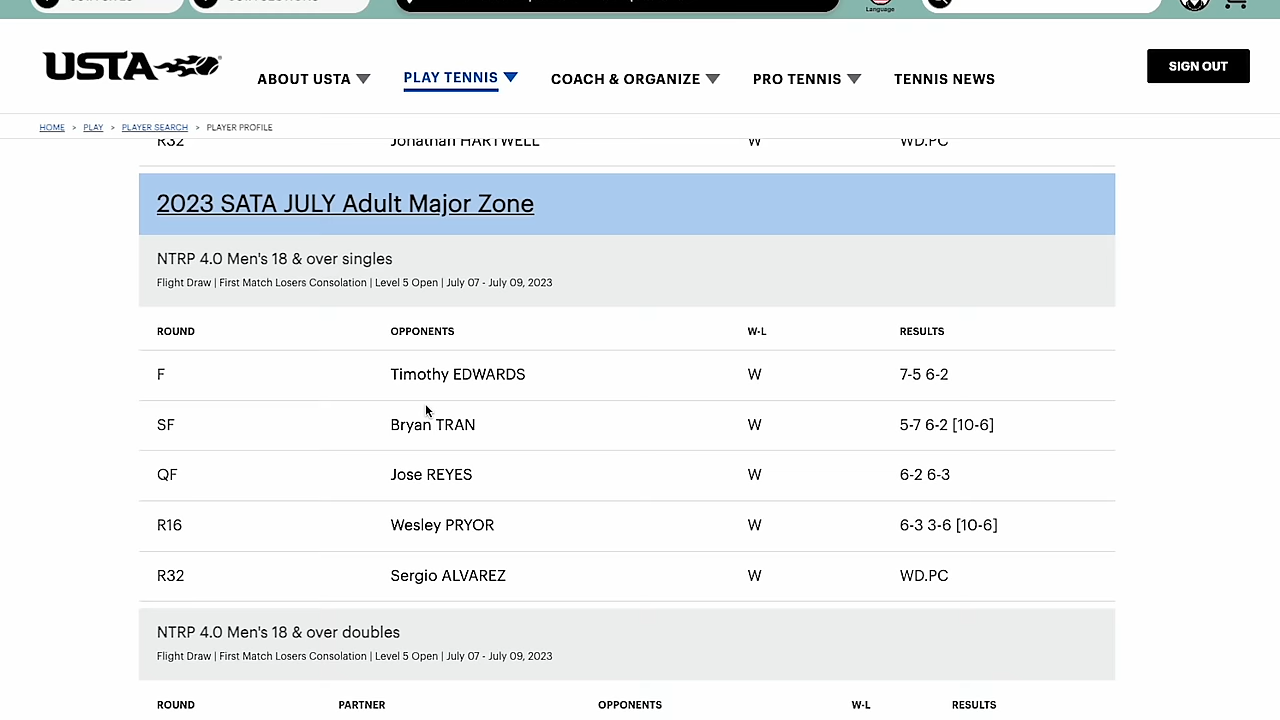 Language
USTA
ABOUT USTA
PLAY TENNIS
COACH & ORGANIZE
PRO TENNIS
TENNIS NEWS
SIGN OUT
HOME > PLAY > PLAYER SEARCH > PLAYER PROFILE
R32 Jonathan HARTWELL W WD.PC
2023 SATA JULY Adult Major Zone
NTRP 4.0 Men's 18 & over singles
Flight Draw | First Match Losers Consolation | Level 5 Open | July 07 - July 09, 2023
ROUND OPPONENTS W-L RESULTS
F Timothy EDWARDS W 7-5 6-2
SF Bryan TRAN W 5-7 6-2 [10-6]
QF Jose REYES W 6-2 6-3
R16 Wesley PRYOR W 6-3 3-6 [10-6]
R32 Sergio ALVAREZ W WD.PC
NTRP 4.0 Men's 18 & over doubles
Flight Draw | First Match Losers Consolation | Level 5 Open | July 07 - July 09, 2023
ROUND PARTNER OPPONENTS W-L RESULTS